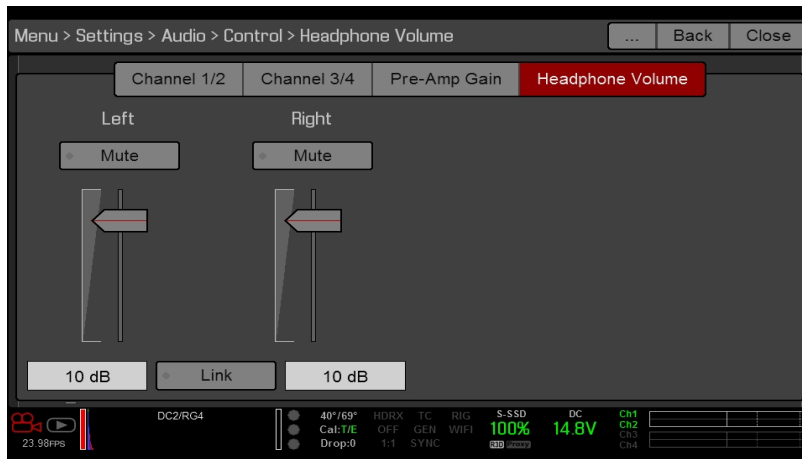 Menu > Settings > Audio > Control > Headphone Volume ... Back Close
Channel 1/2 Channel 3/4 Pre-Amp Gain Headphone Volume
Left Right
Mute Mute
10 dB Link 10 dB
DC2/RG4 40°/69° HDRX TC RIG S-SSD DC Ch1
Cal:T/E OFF GEN WIFI 100% 14.8V Ch2
23.98FPS Drop:0 1:1 SYNC R3D Proxy Ch3
Ch4